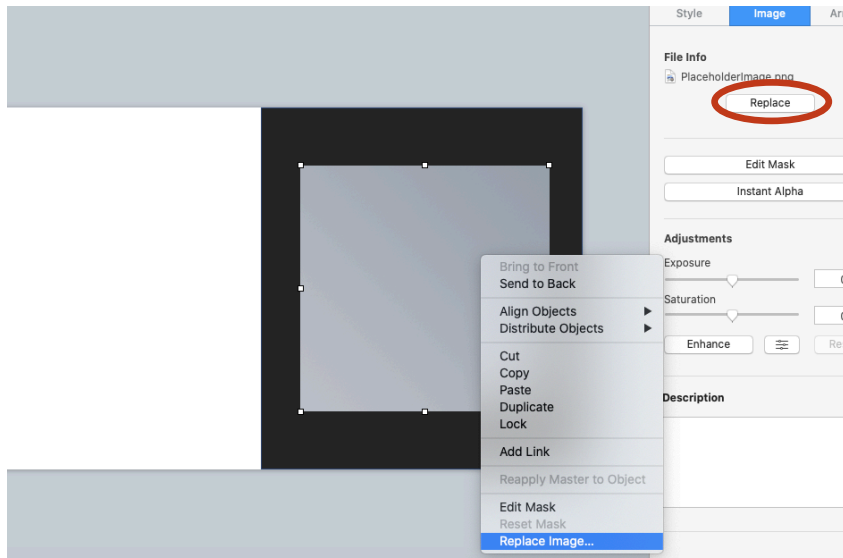 Style
Image
File Info
PlaceholderImage.png
Replace
Edit Mask
Instant Alpha
Adjustments
Exposure
Saturation
Enhance
Re
Description
Bring to Front
Send to Back
Align Objects
Distribute Objects
Cut
Copy
Paste
Duplicate
Lock
Add Link
Reapply Master to Object
Edit Mask
Reset Mask
Replace Image...